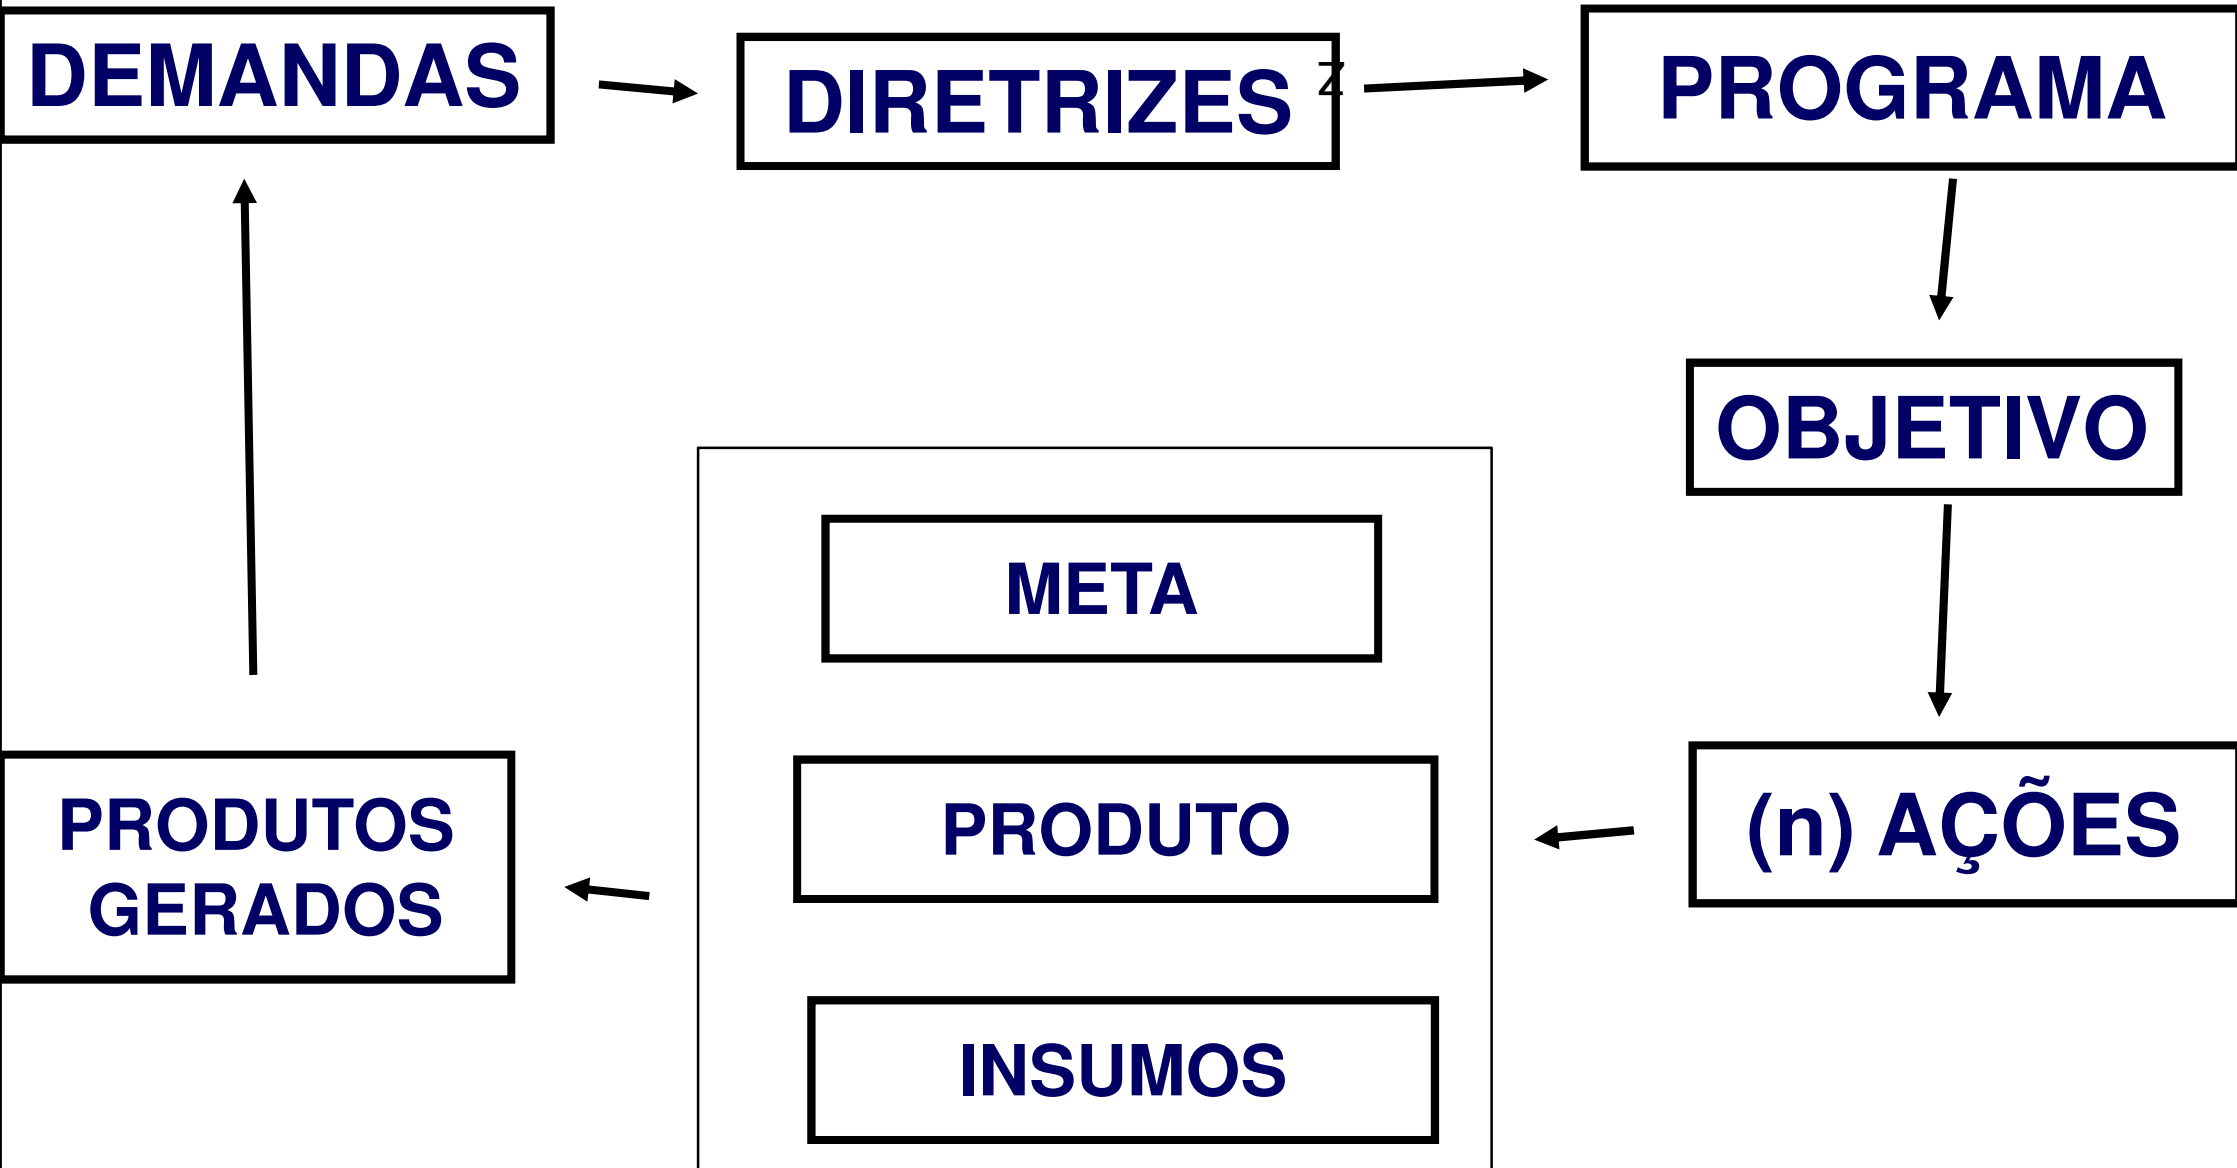 DEMANDAS
DIRETRIZES
Z
PROGRAMA
OBJETIVO
META
PRODUTO
(n) AÇÕES
PRODUTOS
GERADOS
INSUMOS